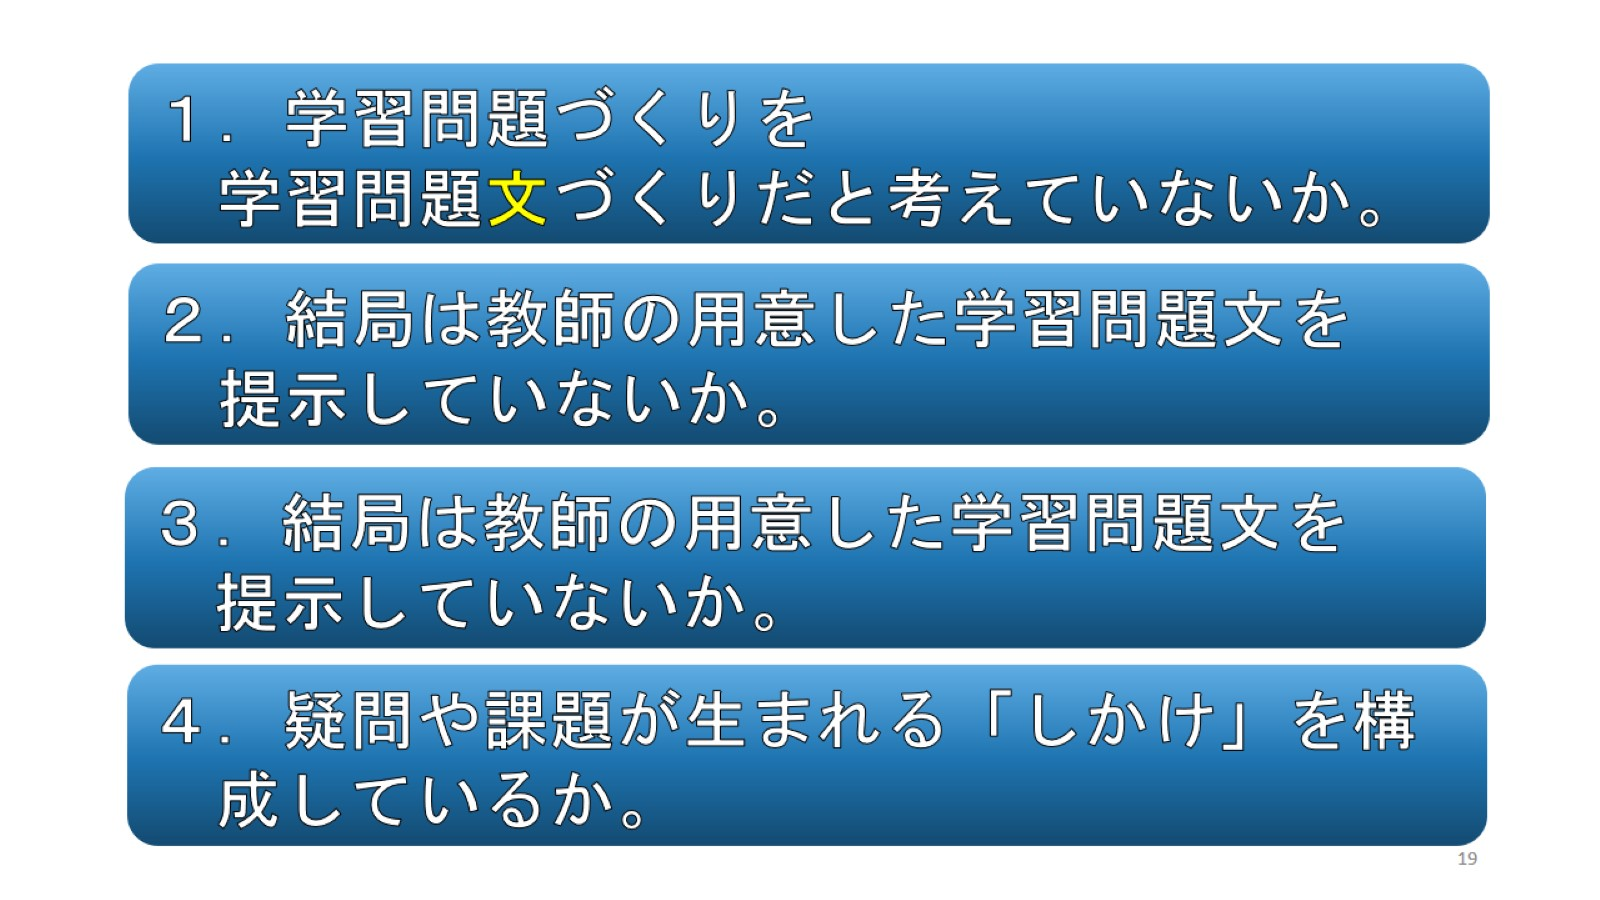 １．学習問題づくりを
学習問題文づくりだと考えていないか。
２．結局は教師の用意した学習問題文を
提示していないか。
３．結局は教師の用意した学習問題文を
提示していないか。
４．疑問や課題が生まれる「しかけ」を構
成しているか。
19